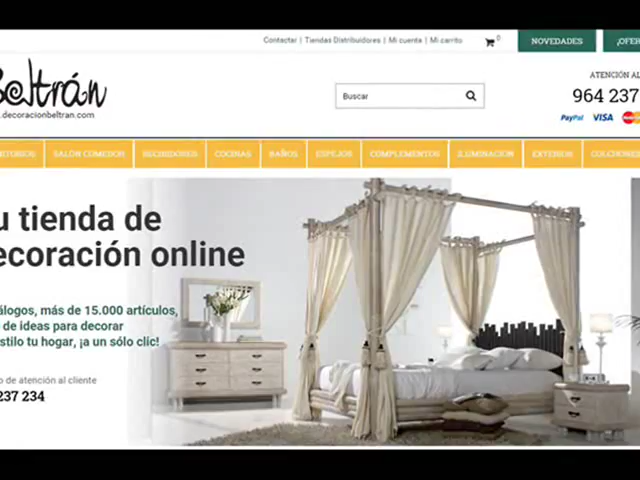 Contactar | Tiendas Distribuidores | Mi cuenta | Mi carrito 0 NOVEDADES ¡OFER
Beltrán
.decoracionbeltran.com
Buscar
ATENCIÓN AL
964 237
PayPal VISA
SALÓN COMEDOR RECIBIDORES COCINAS BAÑOS ESPEJOS COMPLEMENTOS ILUMINACION EXTERIOR COLCHONE
u tienda de
ecoración online
álogos, más de 15.000 artículos,
de ideas para decorar
estilo tu hogar, ¡a un sólo clic!
o de atención al cliente
237 234